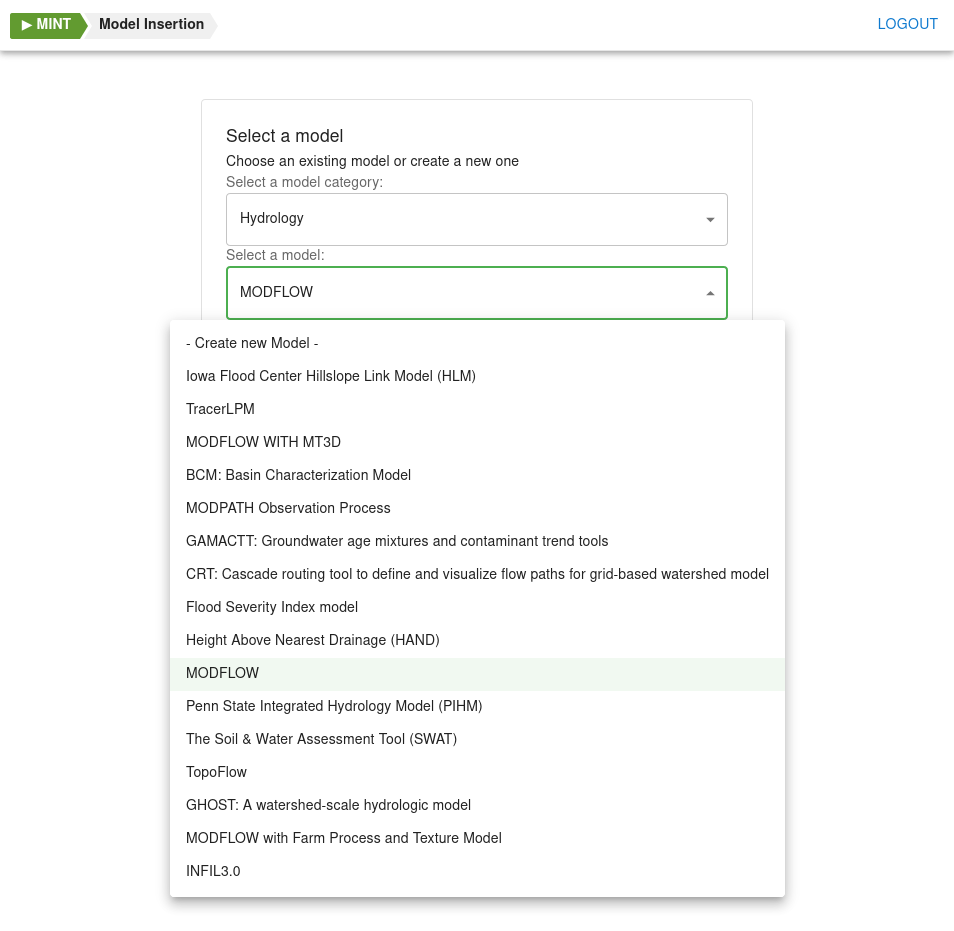 ▶ MINT
Model Insertion
LOGOUT
Select a model
Choose an existing model or create a new one
Select a model category:
Hydrology
Select a model:
MODFLOW
- Create new Model -
Iowa Flood Center Hillslope Link Model (HLM)
TracerLPM
MODFLOW WITH MT3D
BCM: Basin Characterization Model
MODPATH Observation Process
GAMACTT: Groundwater age mixtures and contaminant trend tools
CRT: Cascade routing tool to define and visualize flow paths for grid-based watershed model
Flood Severity Index model
Height Above Nearest Drainage (HAND)
MODFLOW
Penn State Integrated Hydrology Model (PIHM)
The Soil & Water Assessment Tool (SWAT)
TopoFlow
GHOST: A watershed-scale hydrologic model
MODFLOW with Farm Process and Texture Model
INFIL3.0